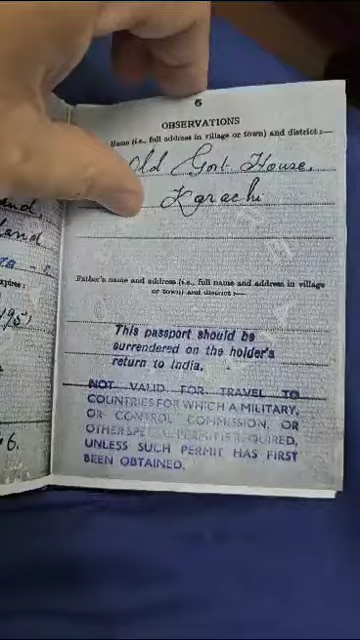 6
OBSERVATIONS
Name (i.e., full address in village or town) and district:—
Old Govt House,
Karachi
Father's name and address (i.e., full name and address in village
or town) and district:—
This passport should be
surrendered on the holder's
return to India.
NOT VALID FOR TRAVEL TO
COUNTRIES FOR WHICH A MILITARY,
OR CONTROL COMMISSION, OR
OTHER SPECIAL PERMIT IS REQUIRED,
UNLESS SUCH PERMIT HAS FIRST
BEEN OBTAINED.
6.